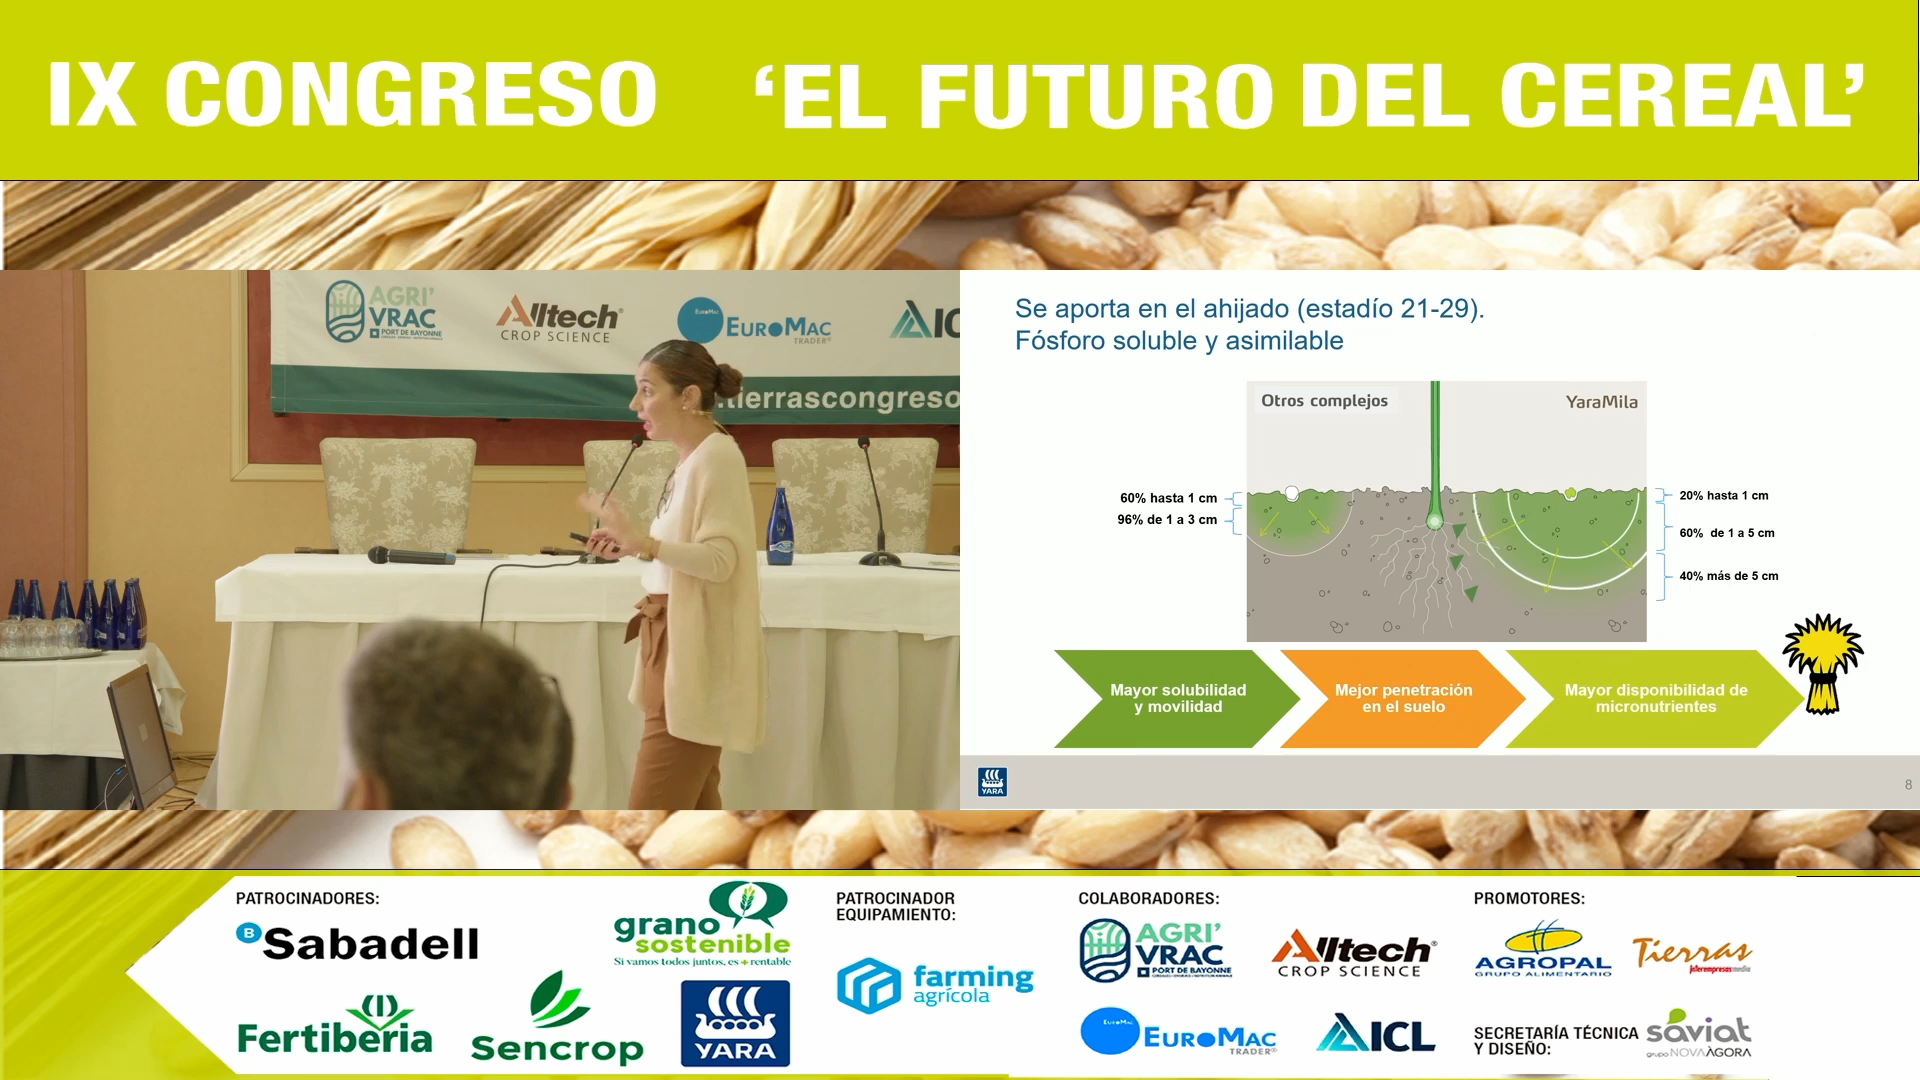 IX CONGRESO ‘EL FUTURO DEL CEREAL’
AGRI’
VRAC
PORT DE BAYONNE
Alltech®
CROP SCIENCE
EuroMac
EUROMAC
TRADER®
.tierrascongreso
Se aporta en el ahijado (estadío 21-29).
Fósforo soluble y asimilable
Otros complejos
YaraMila
60% hasta 1 cm
96% de 1 a 3 cm
20% hasta 1 cm
60% de 1 a 5 cm
40% más de 5 cm
Mayor solubilidad
y movilidad
Mejor penetración
en el suelo
Mayor disponibilidad de
micronutrientes
YARA
8
PATROCINADORES:
B Sabadell
grano
sostenible
Si vamos todos juntos, es + rentable
Fertiberia
Sencrop
YARA
PATROCINADOR
EQUIPAMIENTO:
farming
agrícola
COLABORADORES:
AGRI’
VRAC
PORT DE BAYONNE
Alltech®
CROP SCIENCE
EuroMac
EUROMAC
TRADER®
ICL
PROMOTORES:
AGROPAL
GRUPO ALIMENTARIO
Tierras
interempresasmedia
SECRETARÍA TÉCNICA
Y DISEÑO:
saviat
grupo NOVAÀGORA